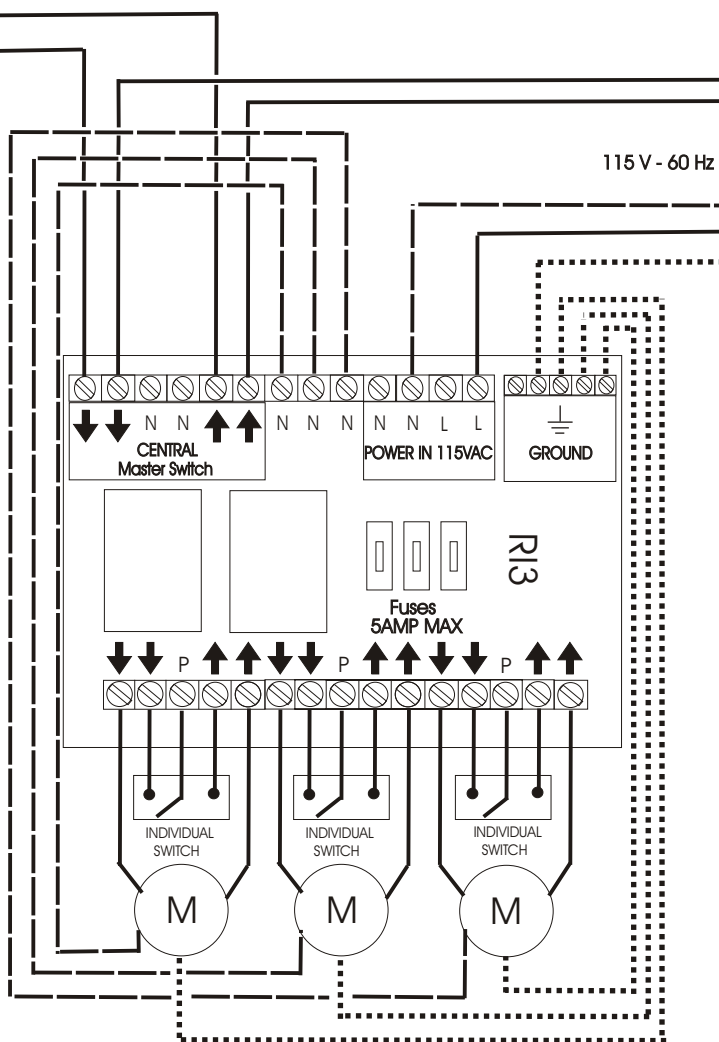 115 V - 60 Hz
N N N N N N N L L
CENTRAL
Master Switch
POWER IN 115VAC
GROUND
RI3
Fuses
5AMP MAX
P P P
INDIVIDUAL
SWITCH
INDIVIDUAL
SWITCH
INDIVIDUAL
SWITCH
M M M